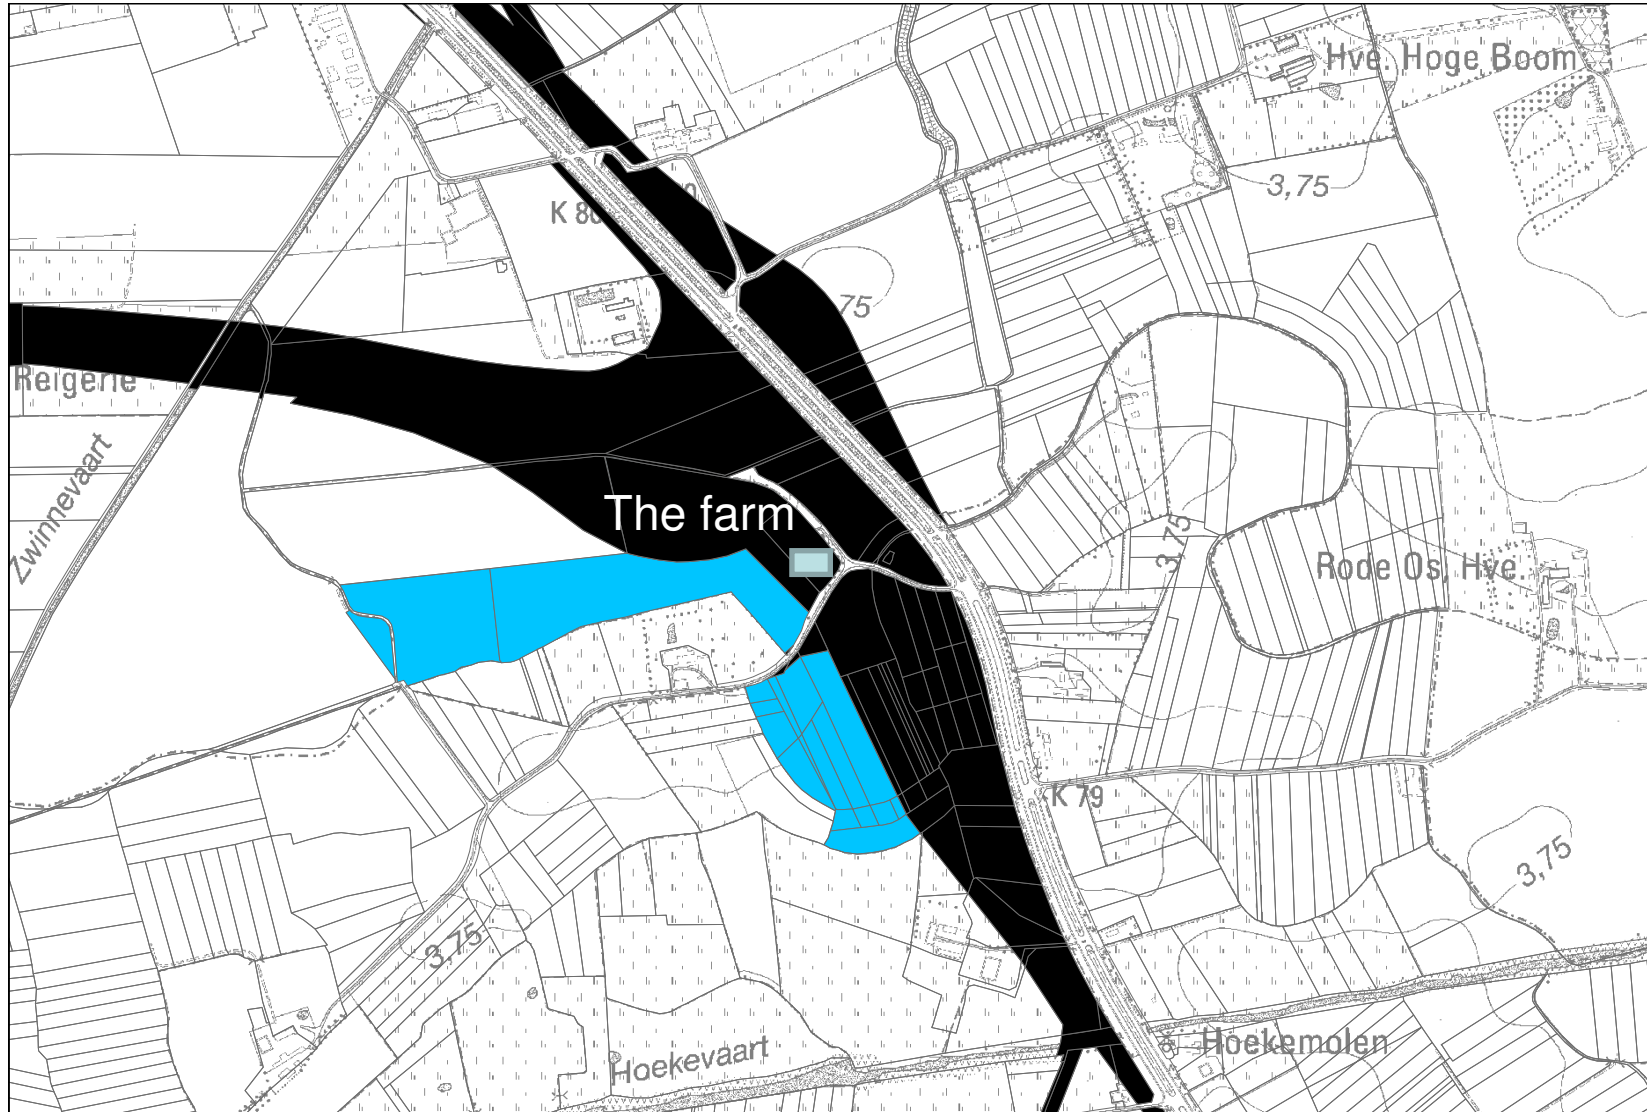 Hve. Hoge Boom
3,75
K 80
75
Reigerie
Zwinnevaart
The farm
3,75
Rode Os, Hve.
K 79
3,75
3,75
Hoekevaart
Hoekemolen